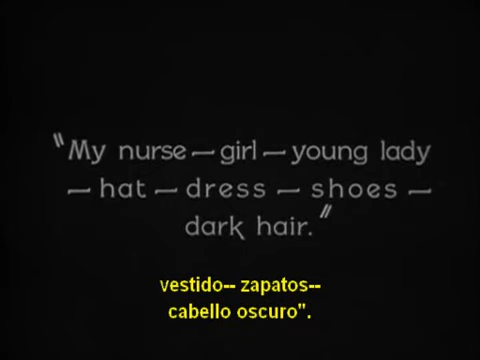 "My nurse — girl — young lady
— hat — dress — shoes —
dark hair."
vestido-- zapatos--
cabello oscuro".